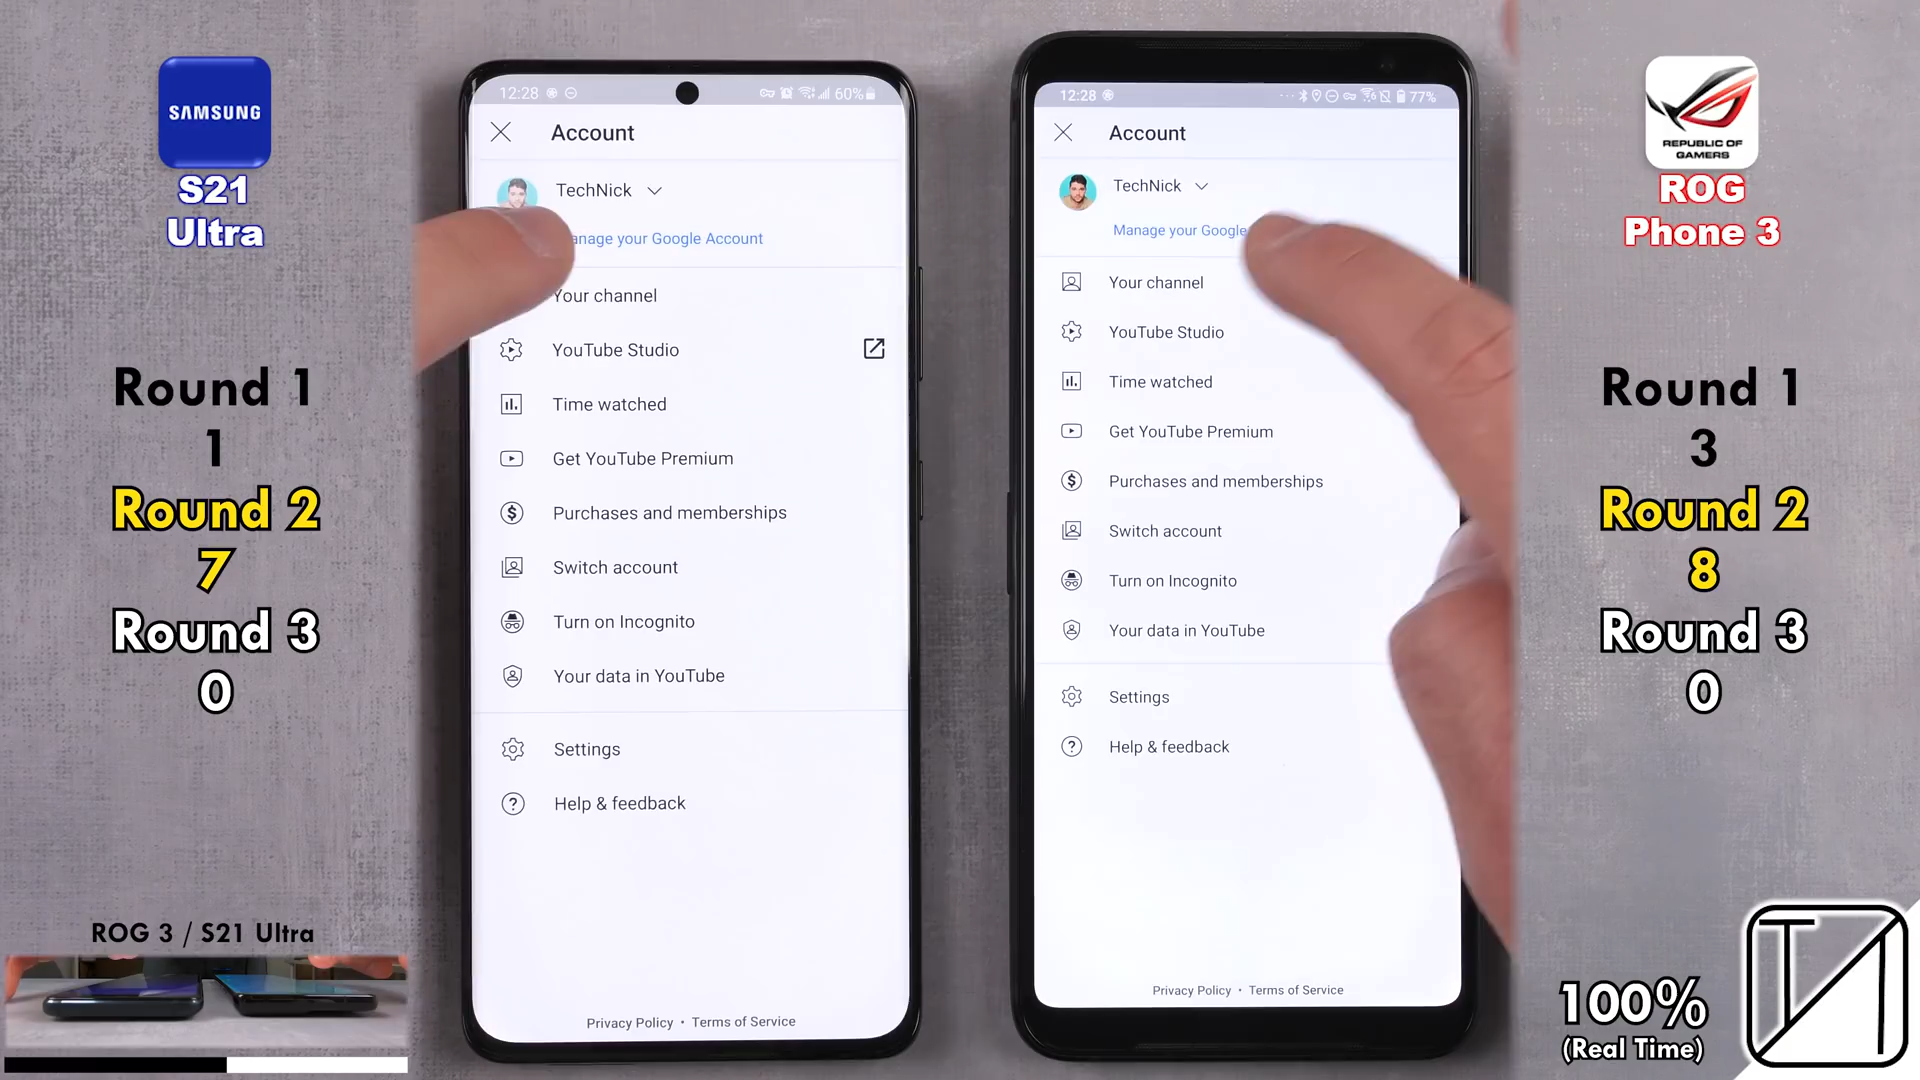 SAMSUNG
S21
Ultra
Round 1
1
Round 2
7
Round 3
0
ROG 3 / S21 Ultra
12:28
60%
Account
TechNick
anage your Google Account
Your channel
YouTube Studio
Time watched
Get YouTube Premium
Purchases and memberships
Switch account
Turn on Incognito
Your data in YouTube
Settings
Help & feedback
Privacy Policy • Terms of Service
12:28
77%
Account
TechNick
Manage your Google
Your channel
YouTube Studio
Time watched
Get YouTube Premium
Purchases and memberships
Switch account
Turn on Incognito
Your data in YouTube
Settings
Help & feedback
Privacy Policy • Terms of Service
REPUBLIC OF
GAMERS
ROG
Phone 3
Round 1
3
Round 2
8
Round 3
0
100%
(Real Time)